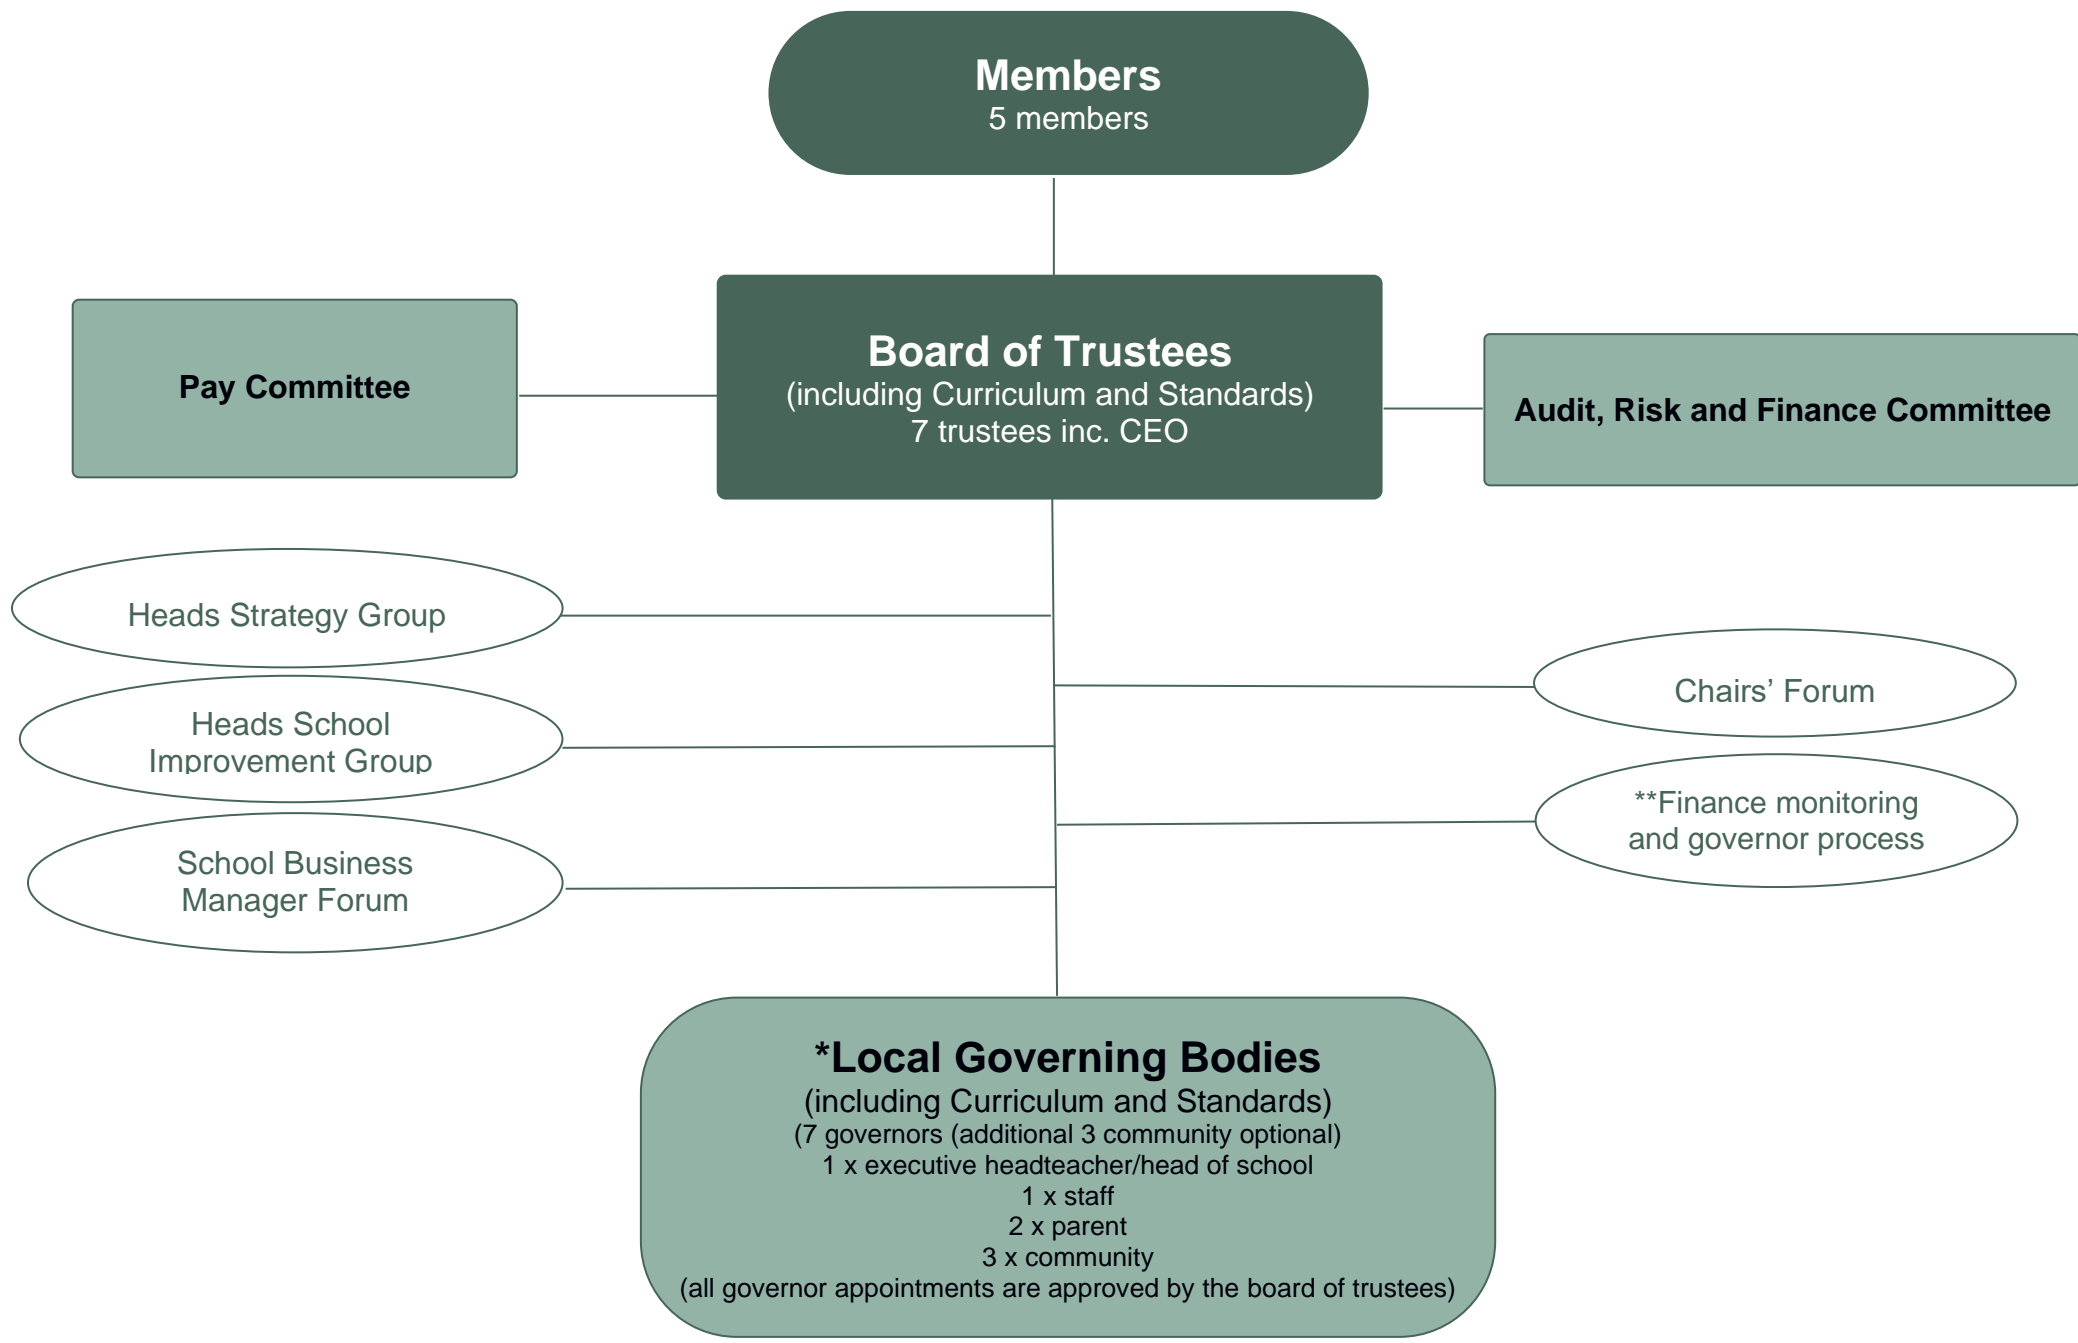 Members
5 members
Board of Trustees
(including Curriculum and Standards)
7 trustees inc. CEO
Pay Committee
Audit, Risk and Finance Committee
Heads Strategy Group
Heads School
Improvement Group
School Business
Manager Forum
Chairs’ Forum
**Finance monitoring
and governor process
*Local Governing Bodies
(including Curriculum and Standards)
(7 governors (additional 3 community optional)
1 x executive headteacher/head of school
1 x staff
2 x parent
3 x community
(all governor appointments are approved by the board of trustees)